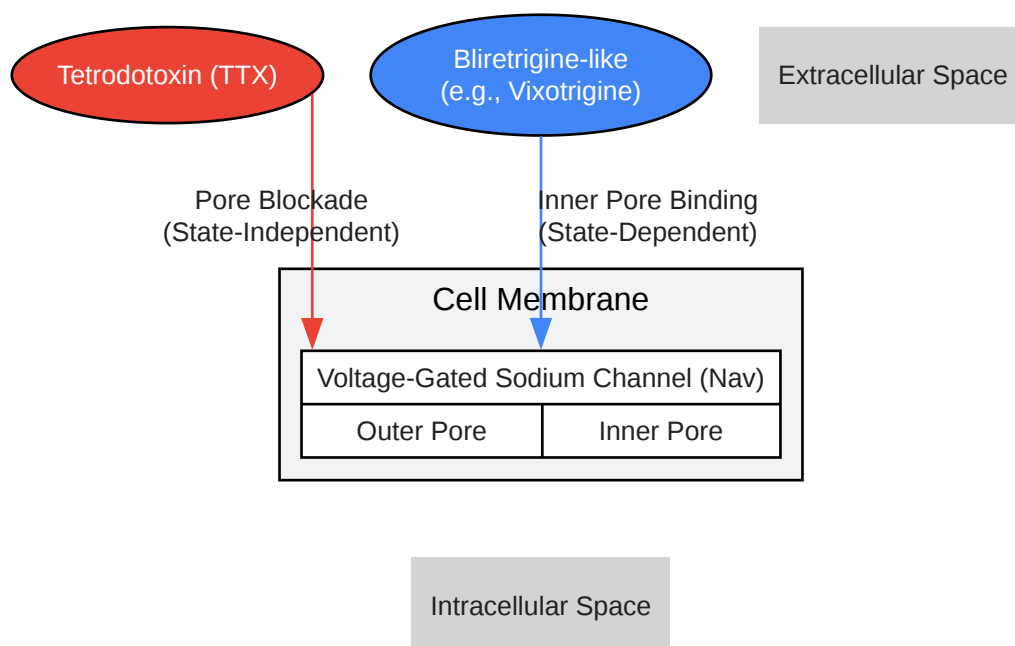 Tetrodotoxin (TTX)
Bliretrigine-like
(e.g., Vixotrigine)
Extracellular Space
Pore Blockade
(State-Independent)
Inner Pore Binding
(State-Dependent)
Cell Membrane
Voltage-Gated Sodium Channel (Nav)
Outer Pore
Inner Pore
Intracellular Space